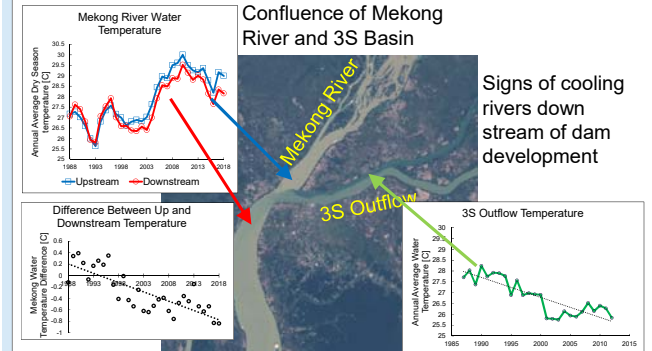 Mekong River Water
Temperature
Annual Average Dry Season
Temperature [C]
30.5
30
29.5
29
28.5
28
27.5
27
26.5
26
25.5
25
1988
1993
1998
2003
2008
2013
2018
Upstream
Downstream
Confluence of Mekong
River and 3S Basin
Mekong River
3S Outflow
Signs of cooling
rivers down
stream of dam
development
Difference Between Up and
Downstream Temperature
Mekong Water
Temperature Difference [C]
0.6
0.4
0.2
0
-0.2
-0.4
-0.6
-0.8
-1
1988
1993
1998
2003
2008
2013
2018
3S Outflow Temperature
Annual Average Water
Temperature [C]
30
29.5
29
28.5
28
27.5
27
26.5
26
25.5
25
1985
1990
1995
2000
2005
2010
2015